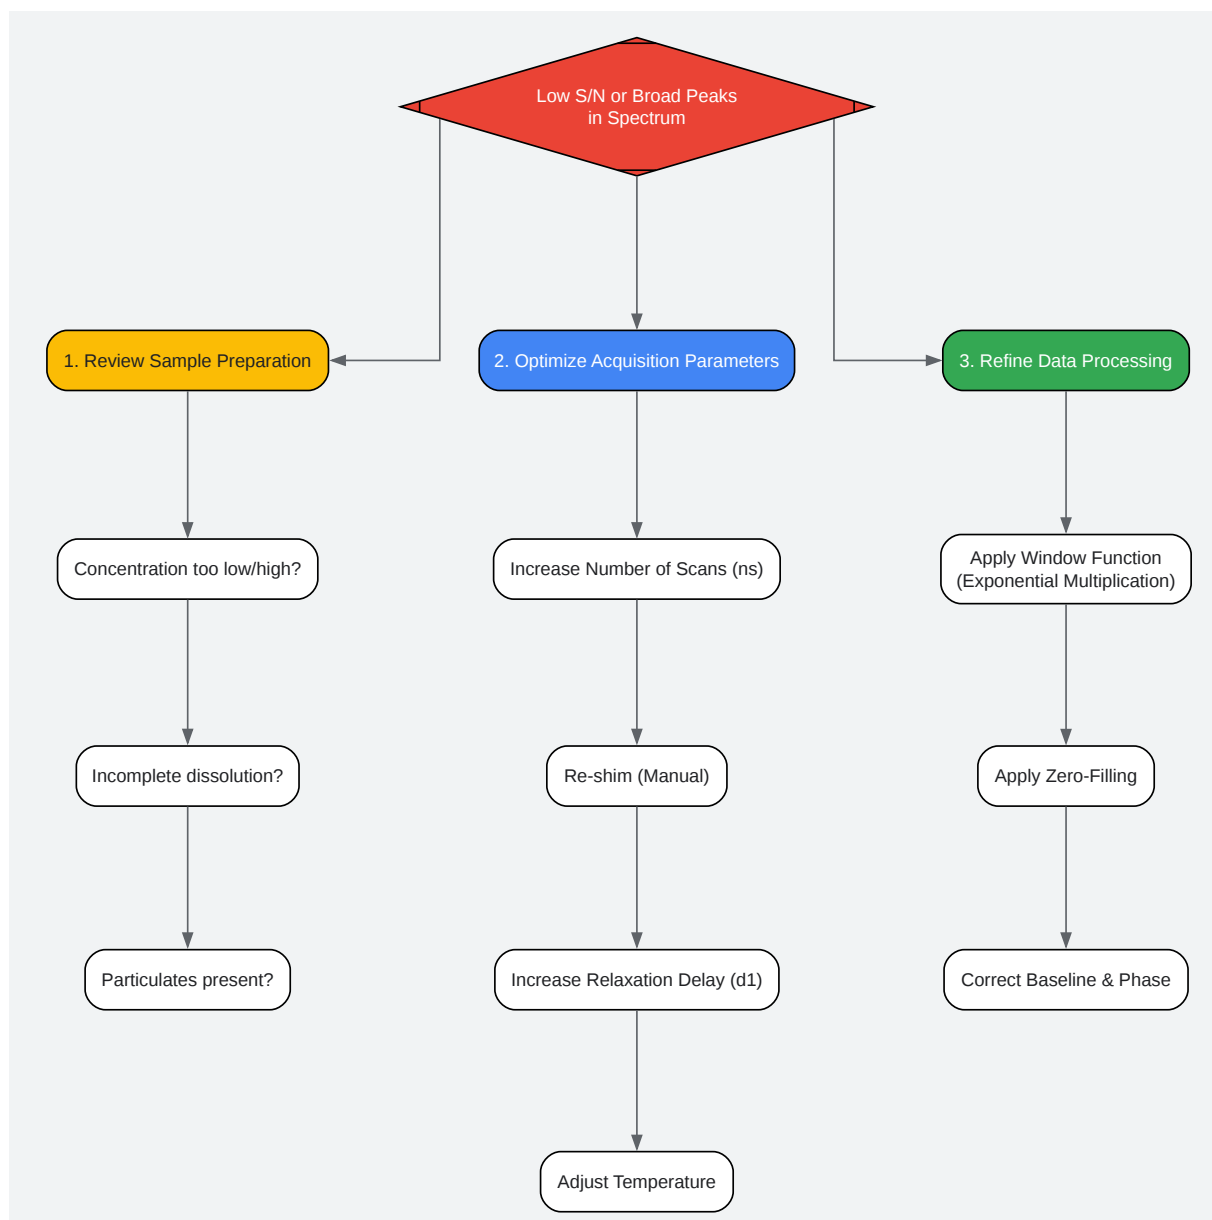 Low S/N or Broad Peaks
in Spectrum
1. Review Sample Preparation
2. Optimize Acquisition Parameters
3. Refine Data Processing
Concentration too low/high?
Increase Number of Scans (ns)
Apply Window Function
(Exponential Multiplication)
Incomplete dissolution?
Re-shim (Manual)
Apply Zero-Filling
Particulates present?
Increase Relaxation Delay (d1)
Correct Baseline & Phase
Adjust Temperature